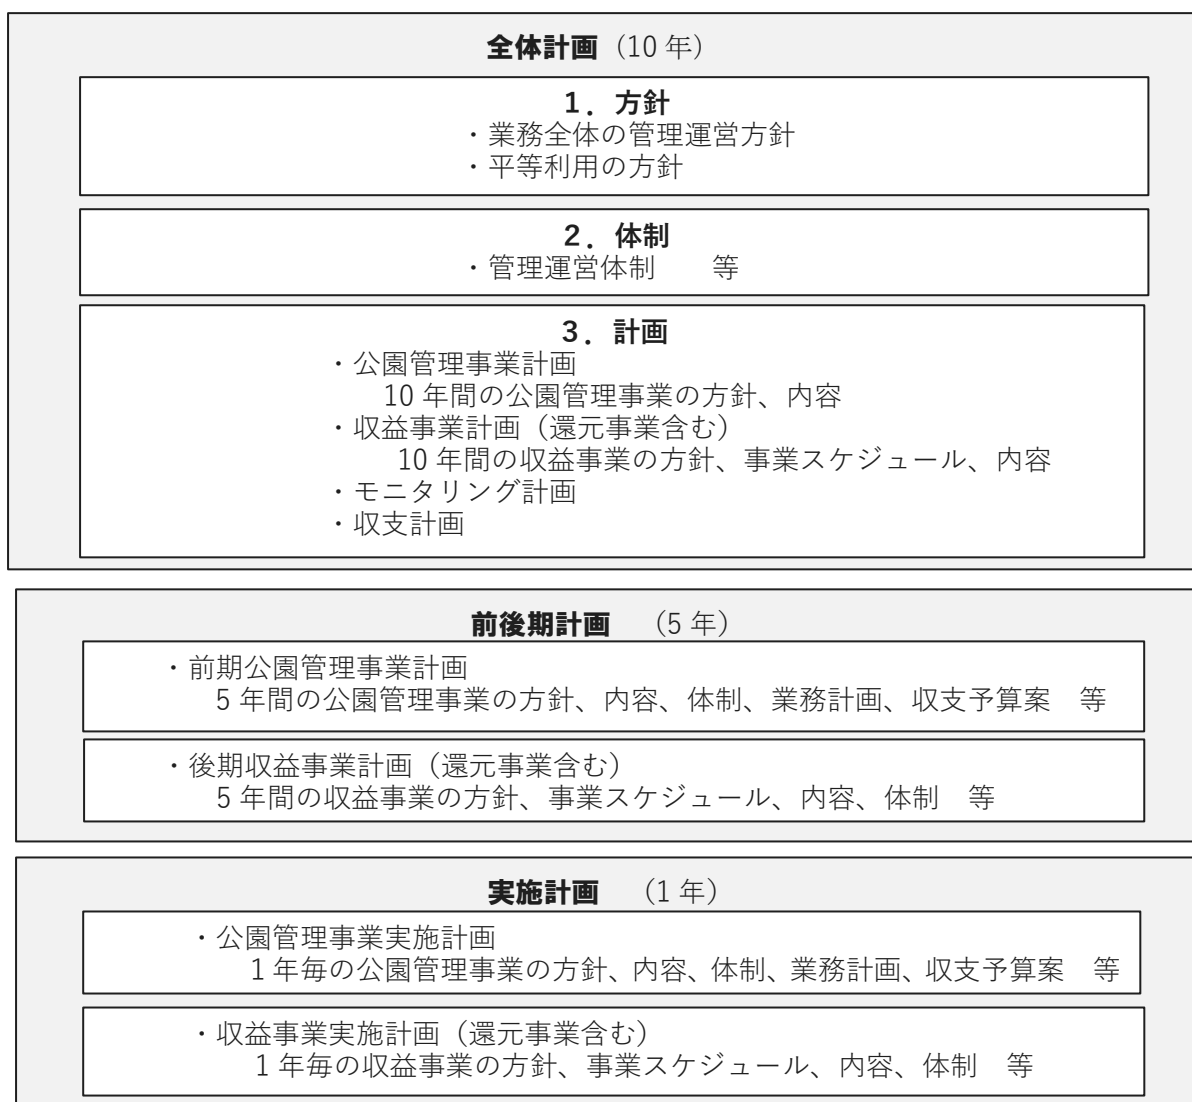 全体計画（10 年）
１．方針
・業務全体の管理運営方針
・平等利用の方針
２．体制
・管理運営体制　　等
３．計画
・公園管理事業計画
10 年間の公園管理事業の方針、内容
・収益事業計画（還元事業含む）
10 年間の収益事業の方針、事業スケジュール、内容
・モニタリング計画
・収支計画
前後期計画　（5 年）
・前期公園管理事業計画
5 年間の公園管理事業の方針、内容、体制、業務計画、収支予算案　等
・後期収益事業計画（還元事業含む）
5 年間の収益事業の方針、事業スケジュール、内容、体制　等
実施計画　（1 年）
・公園管理事業実施計画
1 年毎の公園管理事業の方針、内容、体制、業務計画、収支予算案　等
・収益事業実施計画（還元事業含む）
1 年毎の収益事業の方針、事業スケジュール、内容、体制　等